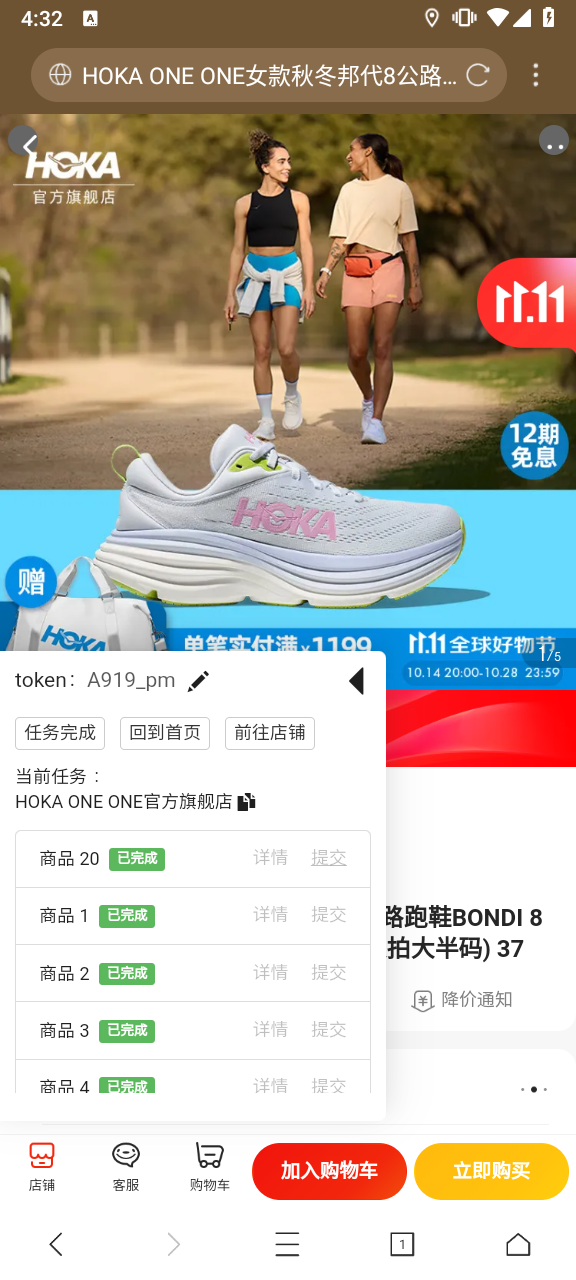 4:32
A
HOKA ONE ONE女款秋冬邦代8公路...
HOKA
官方旗舰店
11.11
12期
免息
HOKA
赠
HOKA
单笔实付满¥1199
11.11 全球好物节
1/5
10.14 20:00-10.28 23:59
token: A919_pm
任务完成 回到首页 前往店铺
当前任务：
HOKA ONE ONE官方旗舰店
商品 20 已完成 详情 提交
商品 1 已完成 详情 提交
路跑鞋BONDI 8
商品 2 已完成 详情 提交
拍大半码) 37
降价通知
商品 3 已完成 详情 提交
商品 4 已完成 详情 提交
店铺 客服 购物车 加入购物车 立即购买
1